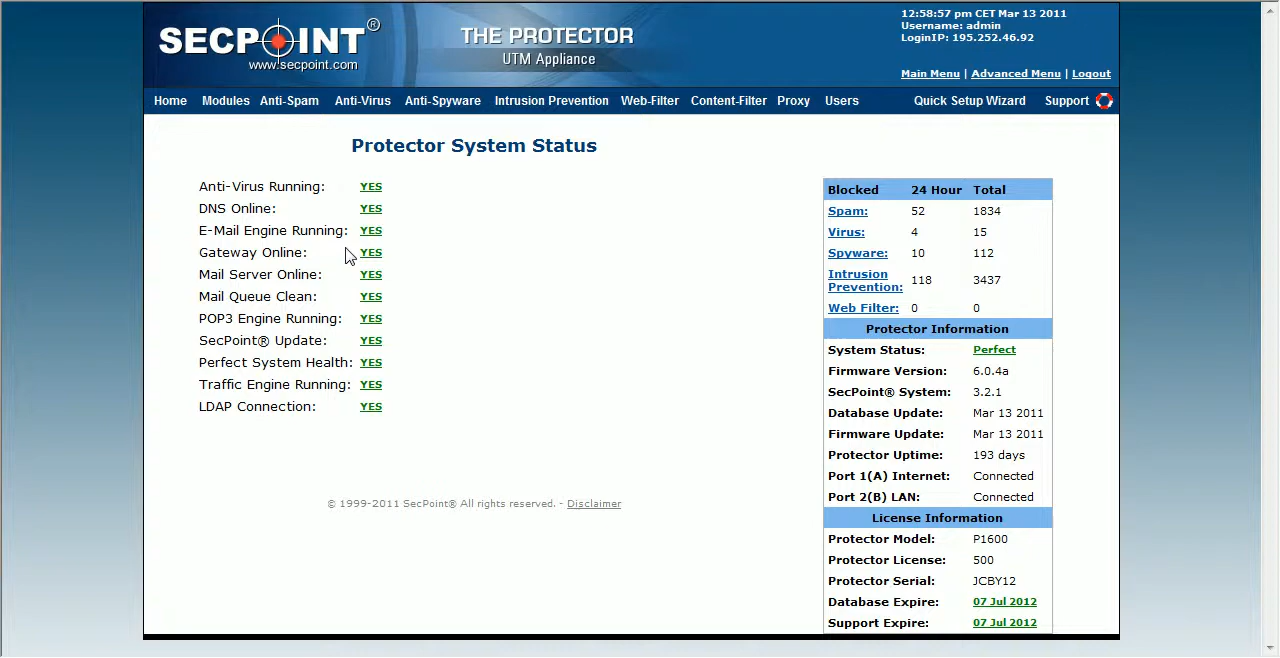 SECPOINT®
www.secpoint.com
THE PROTECTOR
UTM Appliance
12:58:57 pm CET Mar 13 2011
Username: admin
LoginIP: 195.252.46.92
Main Menu | Advanced Menu | Logout
Home Modules Anti-Spam Anti-Virus Anti-Spyware Intrusion Prevention Web-Filter Content-Filter Proxy Users Quick Setup Wizard Support
Protector System Status
Anti-Virus Running: YES
DNS Online: YES
E-Mail Engine Running: YES
Gateway Online: YES
Mail Server Online: YES
Mail Queue Clean: YES
POP3 Engine Running: YES
SecPoint® Update: YES
Perfect System Health: YES
Traffic Engine Running: YES
LDAP Connection: YES
© 1999-2011 SecPoint® All rights reserved. - Disclaimer
Blocked 24 Hour Total
Spam: 52 1834
Virus: 4 15
Spyware: 10 112
Intrusion
Prevention: 118 3437
Web Filter: 0 0
Protector Information
System Status: Perfect
Firmware Version: 6.0.4a
SecPoint® System: 3.2.1
Database Update: Mar 13 2011
Firmware Update: Mar 13 2011
Protector Uptime: 193 days
Port 1(A) Internet: Connected
Port 2(B) LAN: Connected
License Information
Protector Model: P1600
Protector License: 500
Protector Serial: JCBY12
Database Expire: 07 Jul 2012
Support Expire: 07 Jul 2012